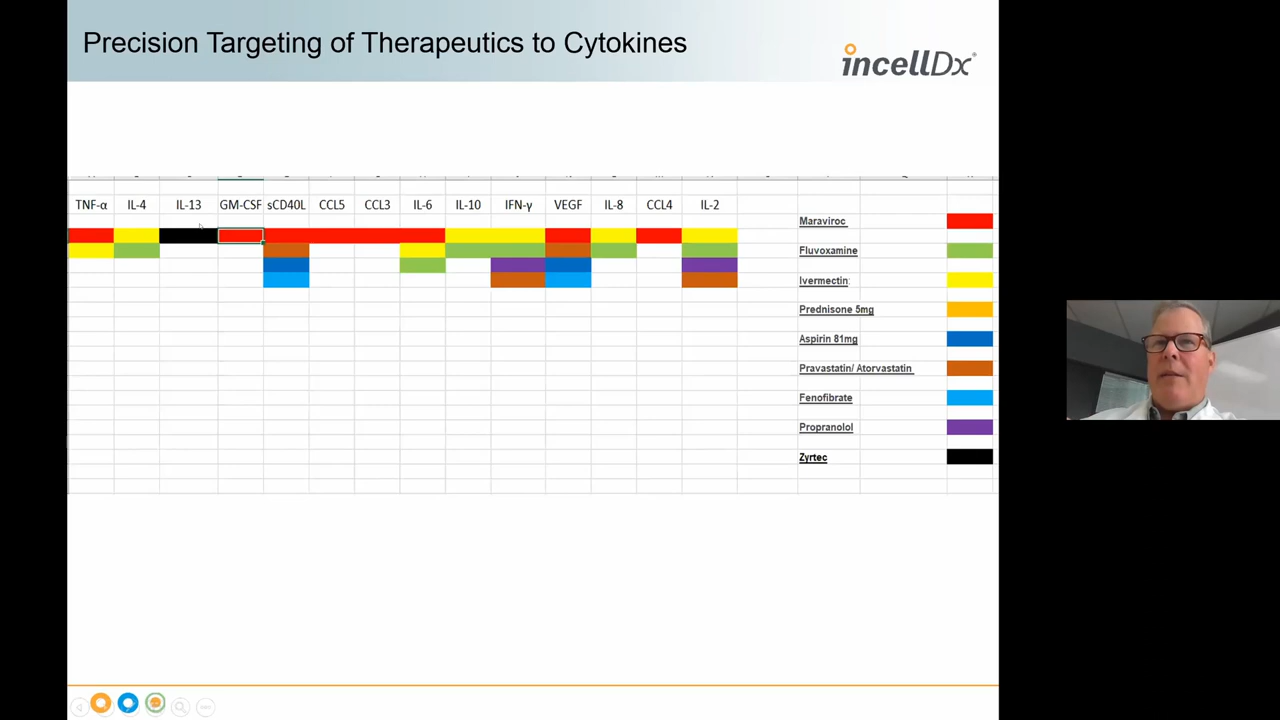 Precision Targeting of Therapeutics to Cytokines
incellDx®
TNF-α IL-4 IL-13 GM-CSF sCD40L CCL5 CCL3 IL-6 IL-10 IFN-γ VEGF IL-8 CCL4 IL-2
Maraviroc
Fluvoxamine
Ivermectin
Prednisone 5mg
Aspirin 81mg
Pravastatin/ Atorvastatin
Fenofibrate
Propranolol
Zyrtec